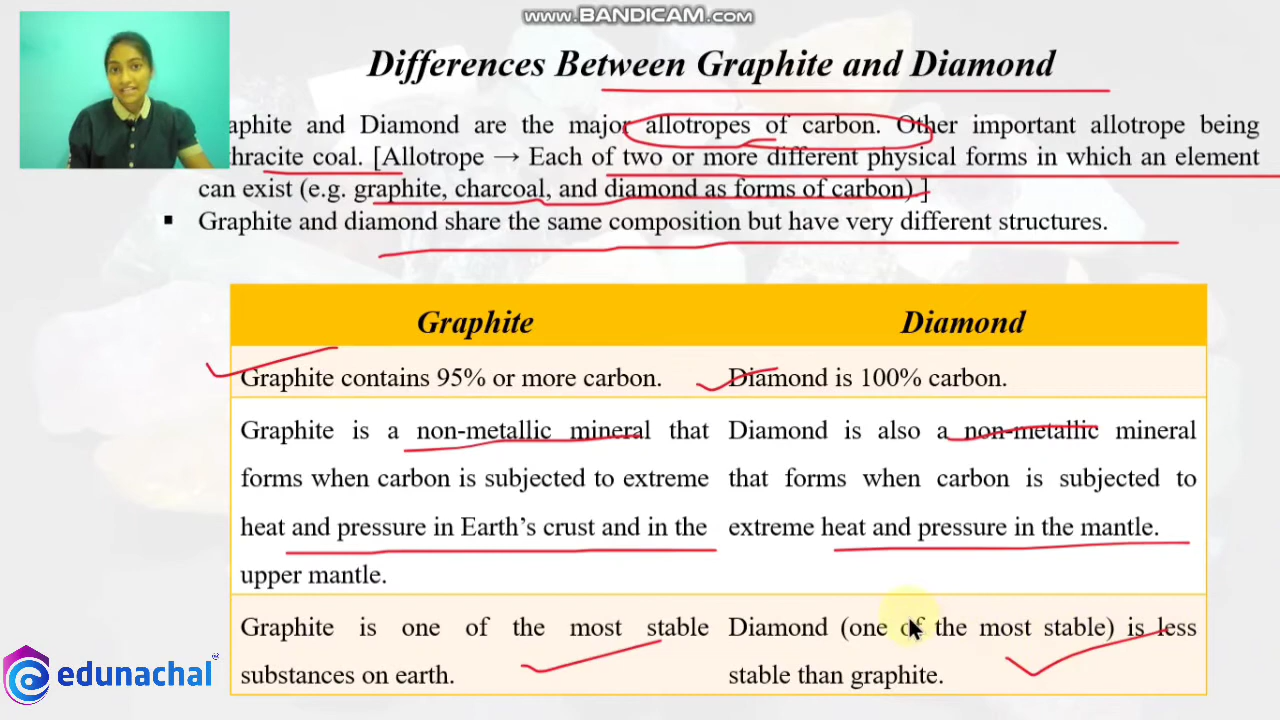 www.BANDICAM.com
Differences Between Graphite and Diamond
aphite and Diamond are the major allotropes of carbon. Other important allotrope being
thracite coal. [Allotrope → Each of two or more different physical forms in which an element
can exist (e.g. graphite, charcoal, and diamond as forms of carbon).]
▪ Graphite and diamond share the same composition but have very different structures.
Graphite
Diamond
Graphite contains 95% or more carbon.
Diamond is 100% carbon.
Graphite is a non-metallic mineral that
forms when carbon is subjected to extreme
heat and pressure in Earth’s crust and in the
upper mantle.
Diamond is also a non-metallic mineral
that forms when carbon is subjected to
extreme heat and pressure in the mantle.
Graphite is one of the most stable
substances on earth.
Diamond (one of the most stable) is less
stable than graphite.
edunachal